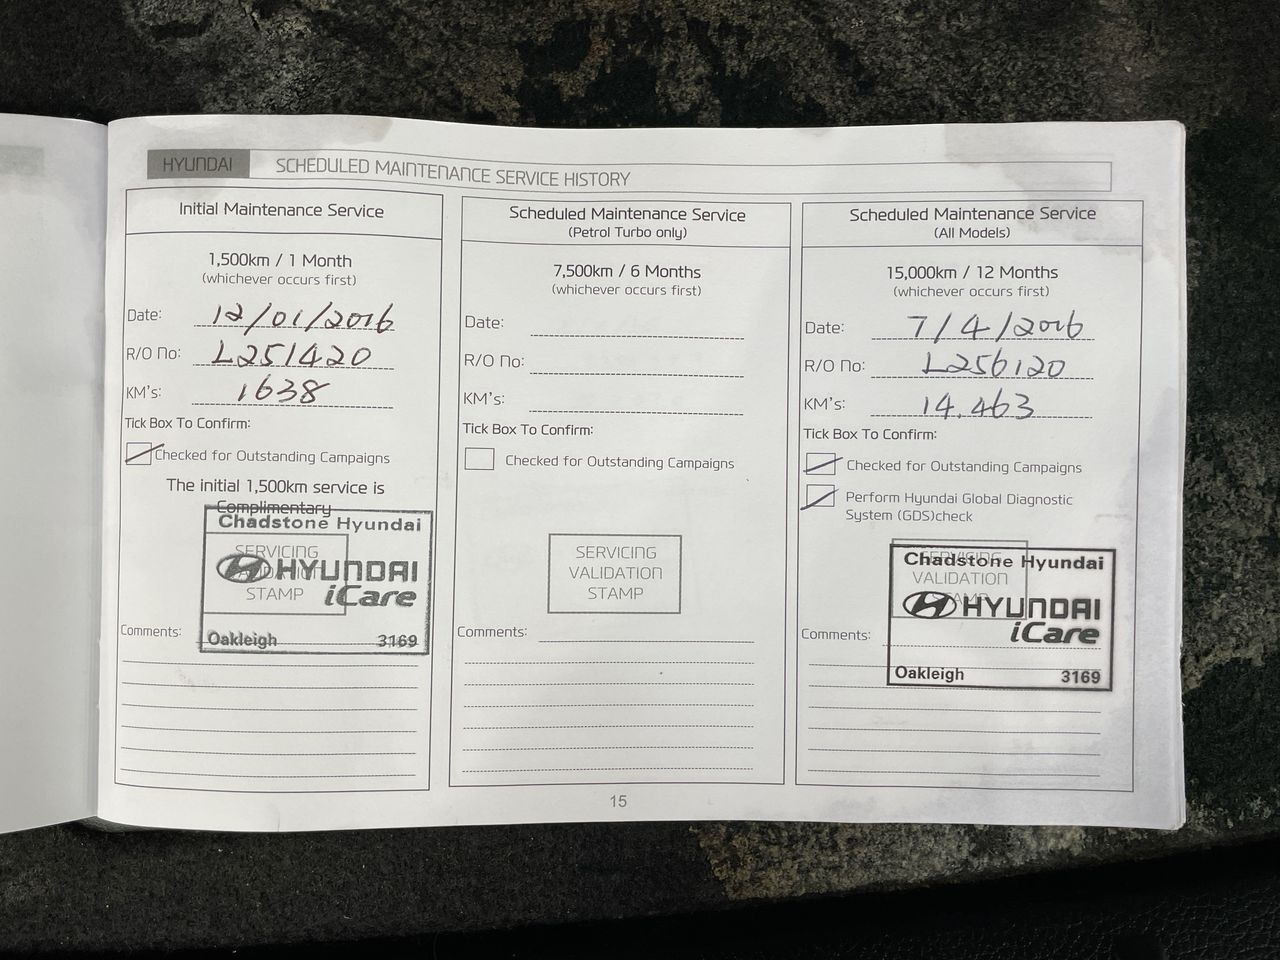 HYUNDAI SCHEDULED MAINTENANCE SERVICE HISTORY
Initial Maintenance Service
1,500km / 1 Month
(whichever occurs first)
Date: 12/01/2016
R/O No: L251420
KM's: 1638
Tick Box To Confirm:
Checked for Outstanding Campaigns
The initial 1,500km service is
Complimentary
Chadstone Hyundai
SERVICING
VALIDATION
STAMP
HYUNDAI
iCare
Oakleigh 3169
Comments:
Scheduled Maintenance Service
(Petrol Turbo only)
7,500km / 6 Months
(whichever occurs first)
Date:
R/O No:
KM's:
Tick Box To Confirm:
Checked for Outstanding Campaigns
SERVICING
VALIDATION
STAMP
Comments:
Scheduled Maintenance Service
(All Models)
15,000km / 12 Months
(whichever occurs first)
Date: 7/4/2016
R/O No: L256120
KM's: 14.463
Tick Box To Confirm:
Checked for Outstanding Campaigns
Perform Hyundai Global Diagnostic
System (GDS)check
SERVICING
Chadstone Hyundai
VALIDATION
STAMP
HYUNDAI
iCare
Comments:
Oakleigh 3169
15